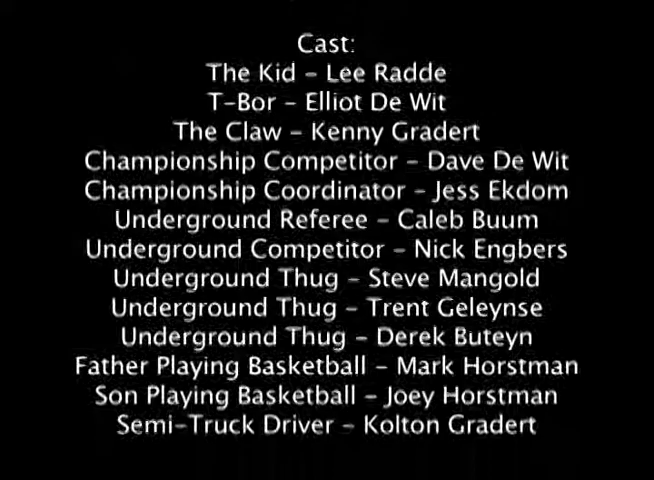 Cast:
The Kid - Lee Radde
T-Bor - Elliot De Wit
The Claw - Kenny Gradert
Championship Competitor - Dave De Wit
Championship Coordinator - Jess Ekdom
Underground Referee - Caleb Buum
Underground Competitor - Nick Engbers
Underground Thug - Steve Mangold
Underground Thug - Trent Geleynse
Underground Thug - Derek Buteyn
Father Playing Basketball - Mark Horstman
Son Playing Basketball - Joey Horstman
Semi-Truck Driver - Kolton Gradert